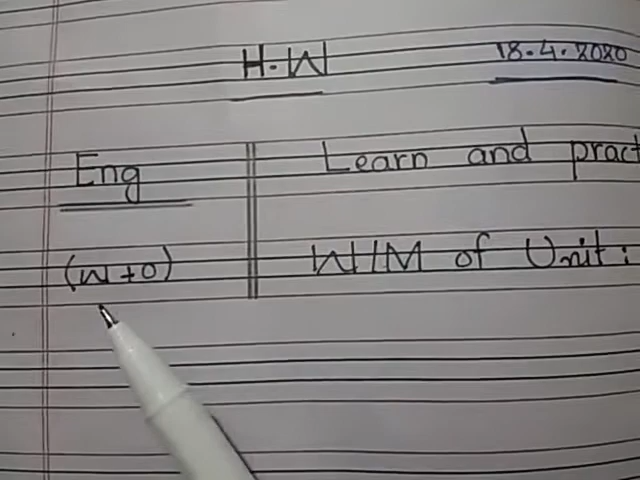 H.W 18.4.2020
Eng Learn and pract
(W+O) W/M of Unit: